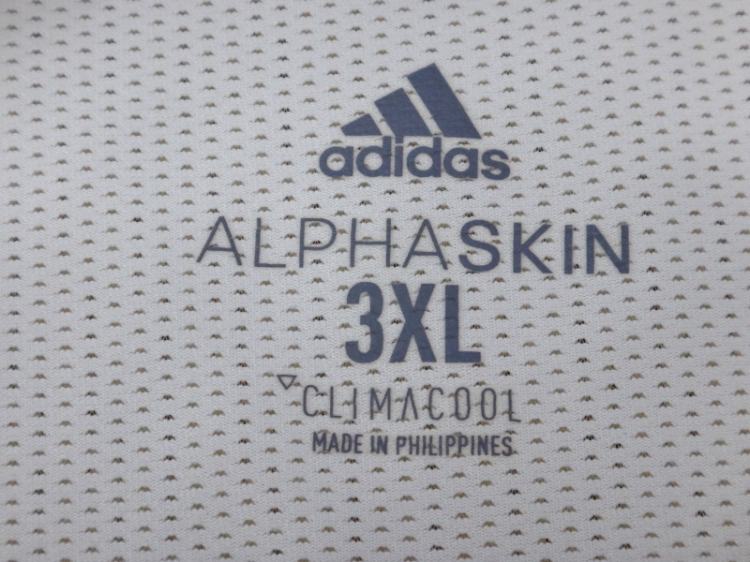 adidas
ALPHASKIN
3XL
CLIMACOOL
MADE IN PHILIPPINES